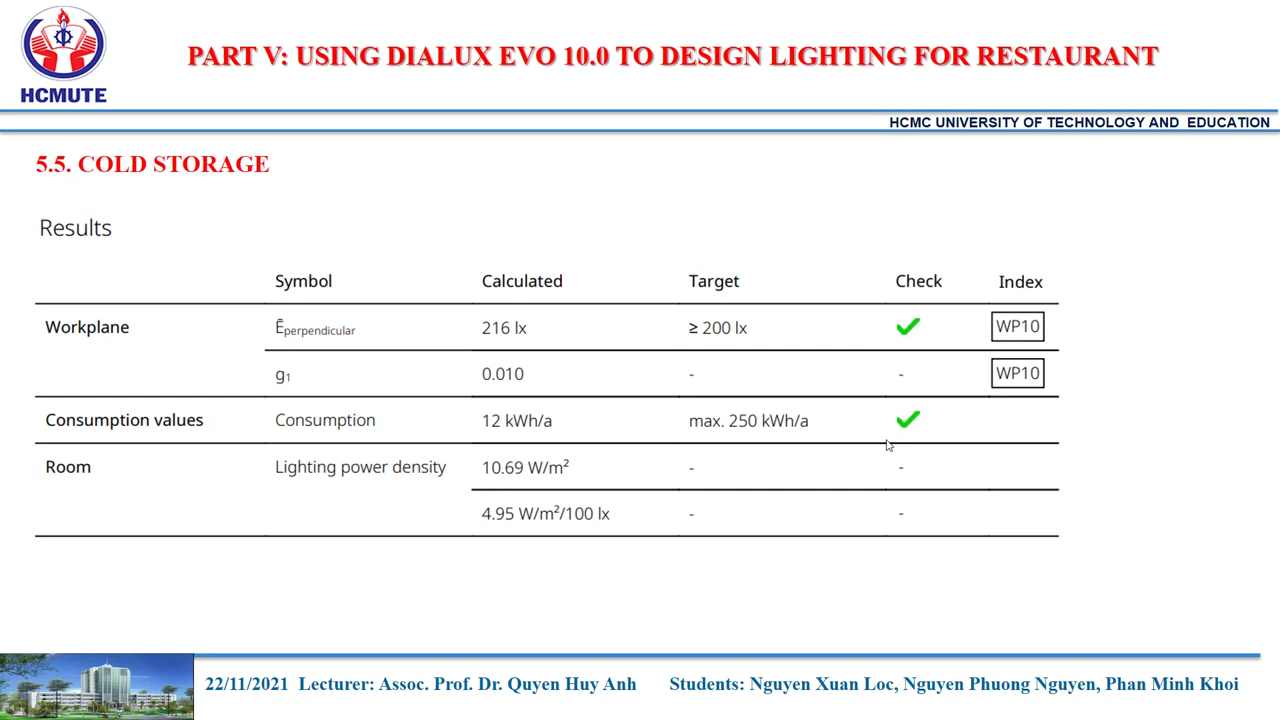 HCMUTE
PART V: USING DIALUX EVO 10.0 TO DESIGN LIGHTING FOR RESTAURANT
HCMC UNIVERSITY OF TECHNOLOGY AND EDUCATION
5.5. COLD STORAGE
Results
Symbol Calculated Target Check Index
Workplane Ēperpendicular 216 lx ≥ 200 lx ✓ WP10
g₁ 0.010 - - WP10
Consumption values Consumption 12 kWh/a max. 250 kWh/a ✓
Room Lighting power density 10.69 W/m² - -
4.95 W/m²/100 lx - -
22/11/2021 Lecturer: Assoc. Prof. Dr. Quyen Huy Anh Students: Nguyen Xuan Loc, Nguyen Phuong Nguyen, Phan Minh Khoi